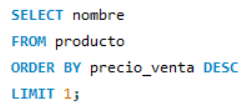 SELECT nombre
FROM producto
ORDER BY precio_venta DESC
LIMIT 1;